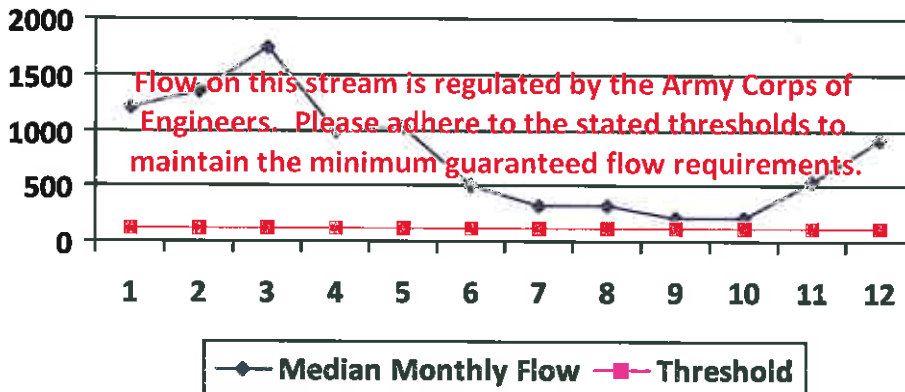 2000
1500
1000
500
0
Flow on this stream is regulated by the Army Corps of
Engineers. Please adhere to the stated thresholds to
maintain the minimum guaranteed flow requirements.
1 2 3 4 5 6 7 8 9 10 11 12
Median Monthly Flow Threshold